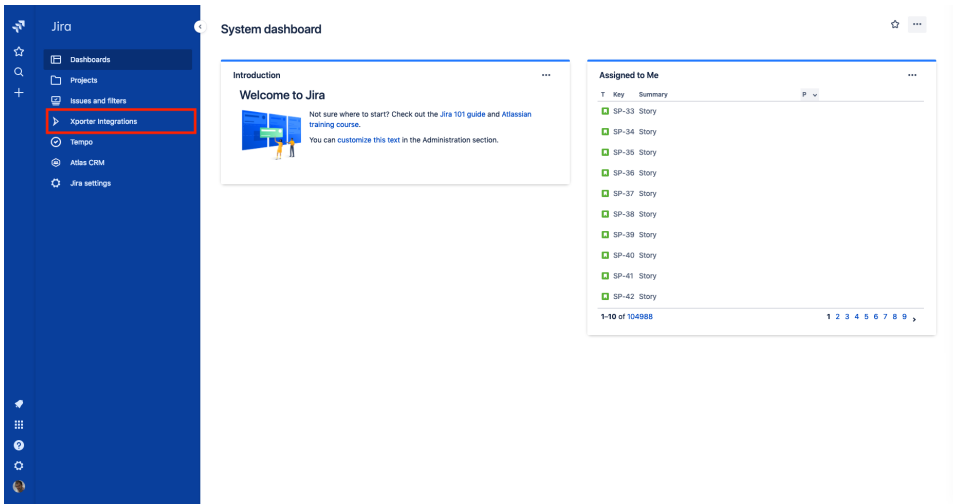 Jira
Dashboards
Projects
Issues and filters
Xporter Integrations
Tempo
Atlas CRM
Jira settings
System dashboard
Introduction
Welcome to Jira
Not sure where to start? Check out the Jira 101 guide and Atlassian
training course.
You can customize this text in the Administration section.
Assigned to Me
T Key Summary P
SP-33 Story
SP-34 Story
SP-35 Story
SP-36 Story
SP-37 Story
SP-38 Story
SP-39 Story
SP-40 Story
SP-41 Story
SP-42 Story
1–10 of 104988 1 2 3 4 5 6 7 8 9